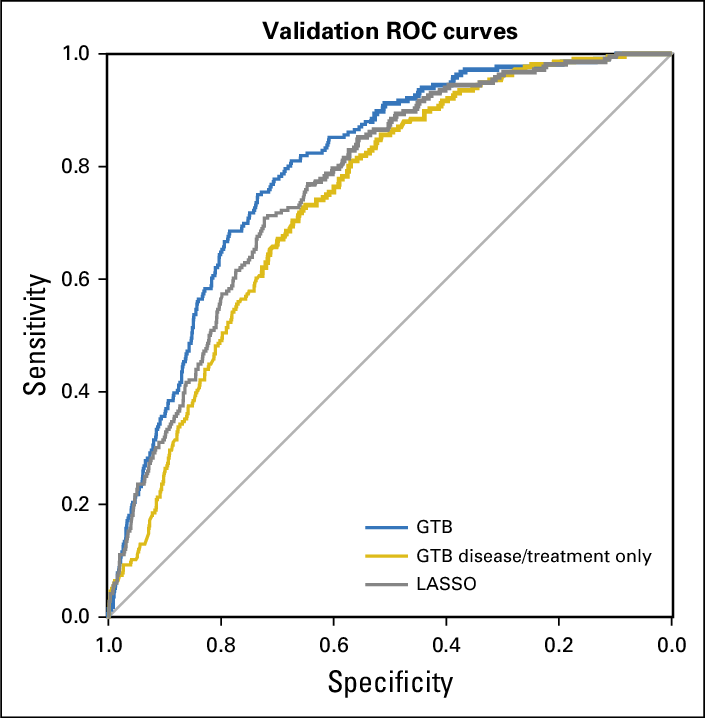 Validation ROC curves
1.0
0.8
0.6
0.4
0.2
0.0
Sensitivity
GTB
GTB disease/treatment only
LASSO
1.0 0.8 0.6 0.4 0.2 0.0
Specificity